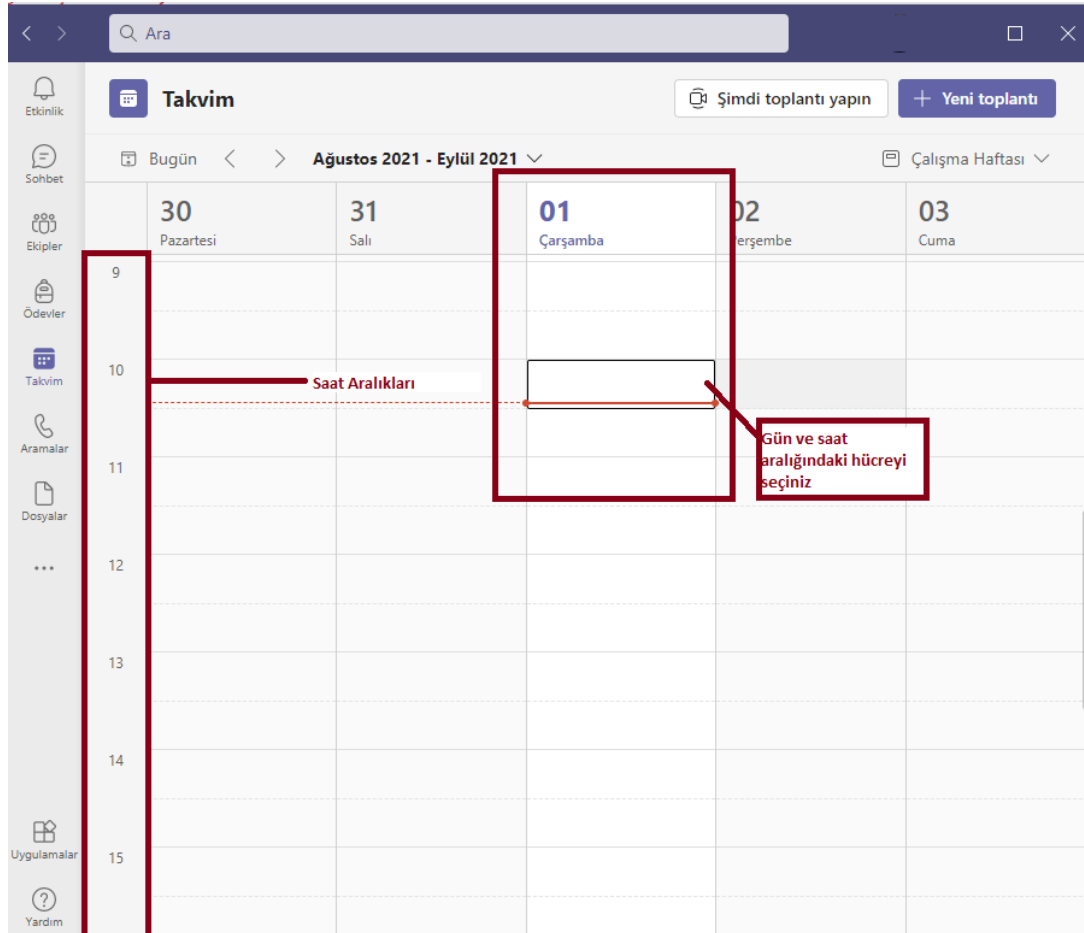 Ara
Etkinlik
Takvim
Şimdi toplantı yapın
+ Yeni toplantı
Sohbet
Bugün
Ağustos 2021 - Eylül 2021
Çalışma Haftası
Ekipler
30
31
01
02
03
Pazartesi
Salı
Çarşamba
Perşembe
Cuma
9
Ödevler
Takvim
10
Saat Aralıkları
Aramalar
Gün ve saat
aralığındaki hücreyi
seçiniz
11
Dosyalar
12
13
14
15
Uygulamalar
Yardım